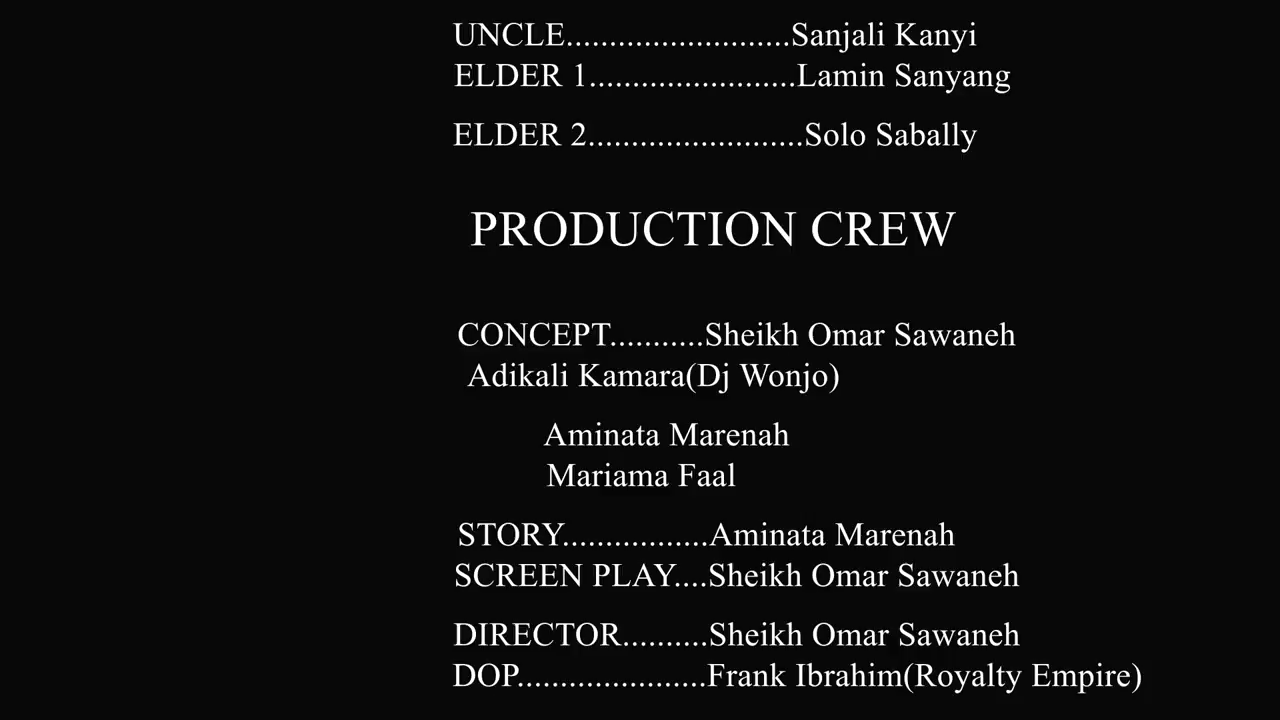 UNCLE..........................Sanjali Kanyi
ELDER 1........................Lamin Sanyang
ELDER 2.........................Solo Sabally
PRODUCTION CREW
CONCEPT...........Sheikh Omar Sawaneh
Adikali Kamara(Dj Wonjo)
Aminata Marenah
Mariama Faal
STORY.................Aminata Marenah
SCREEN PLAY....Sheikh Omar Sawaneh
DIRECTOR..........Sheikh Omar Sawaneh
DOP......................Frank Ibrahim(Royalty Empire)